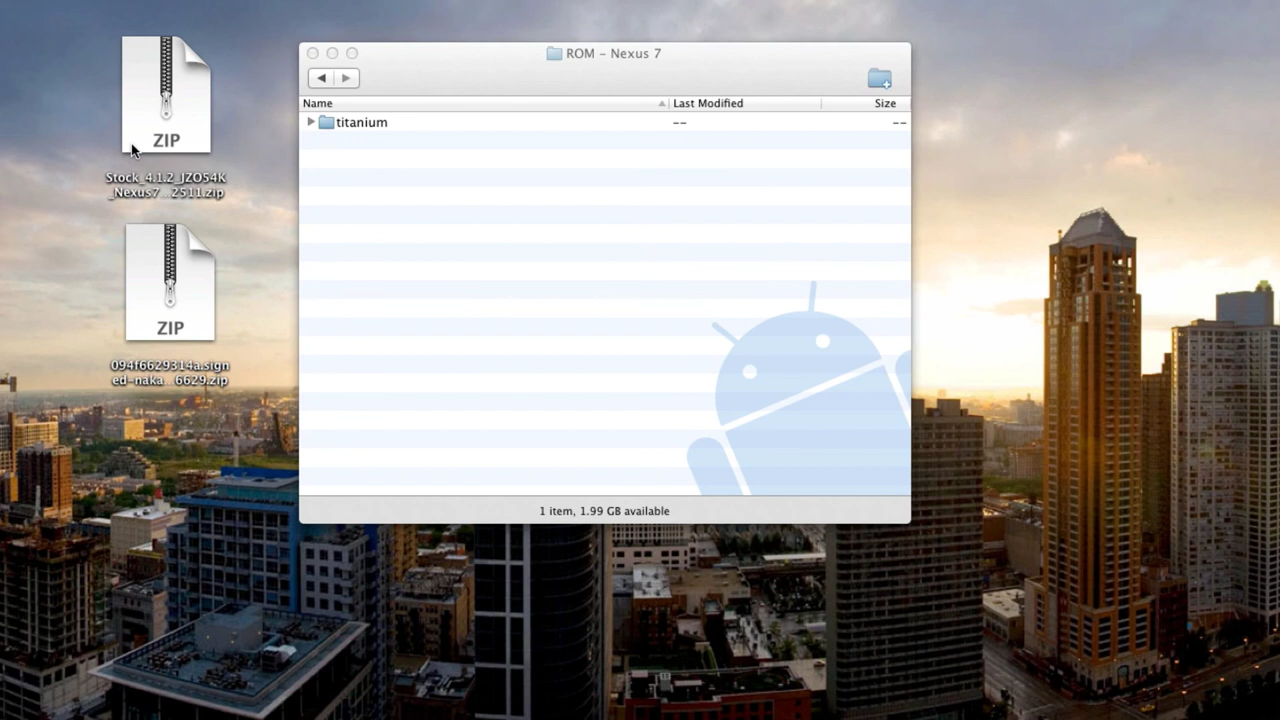 ROM – Nexus 7
Name
Last Modified
Size
titanium
--
--
1 item, 1.99 GB available
ZIP
Stock_4.1.2_JZO54K
_Nexus7...2511.zip
ZIP
094f6629314a.sign
ed-naka...6629.zip